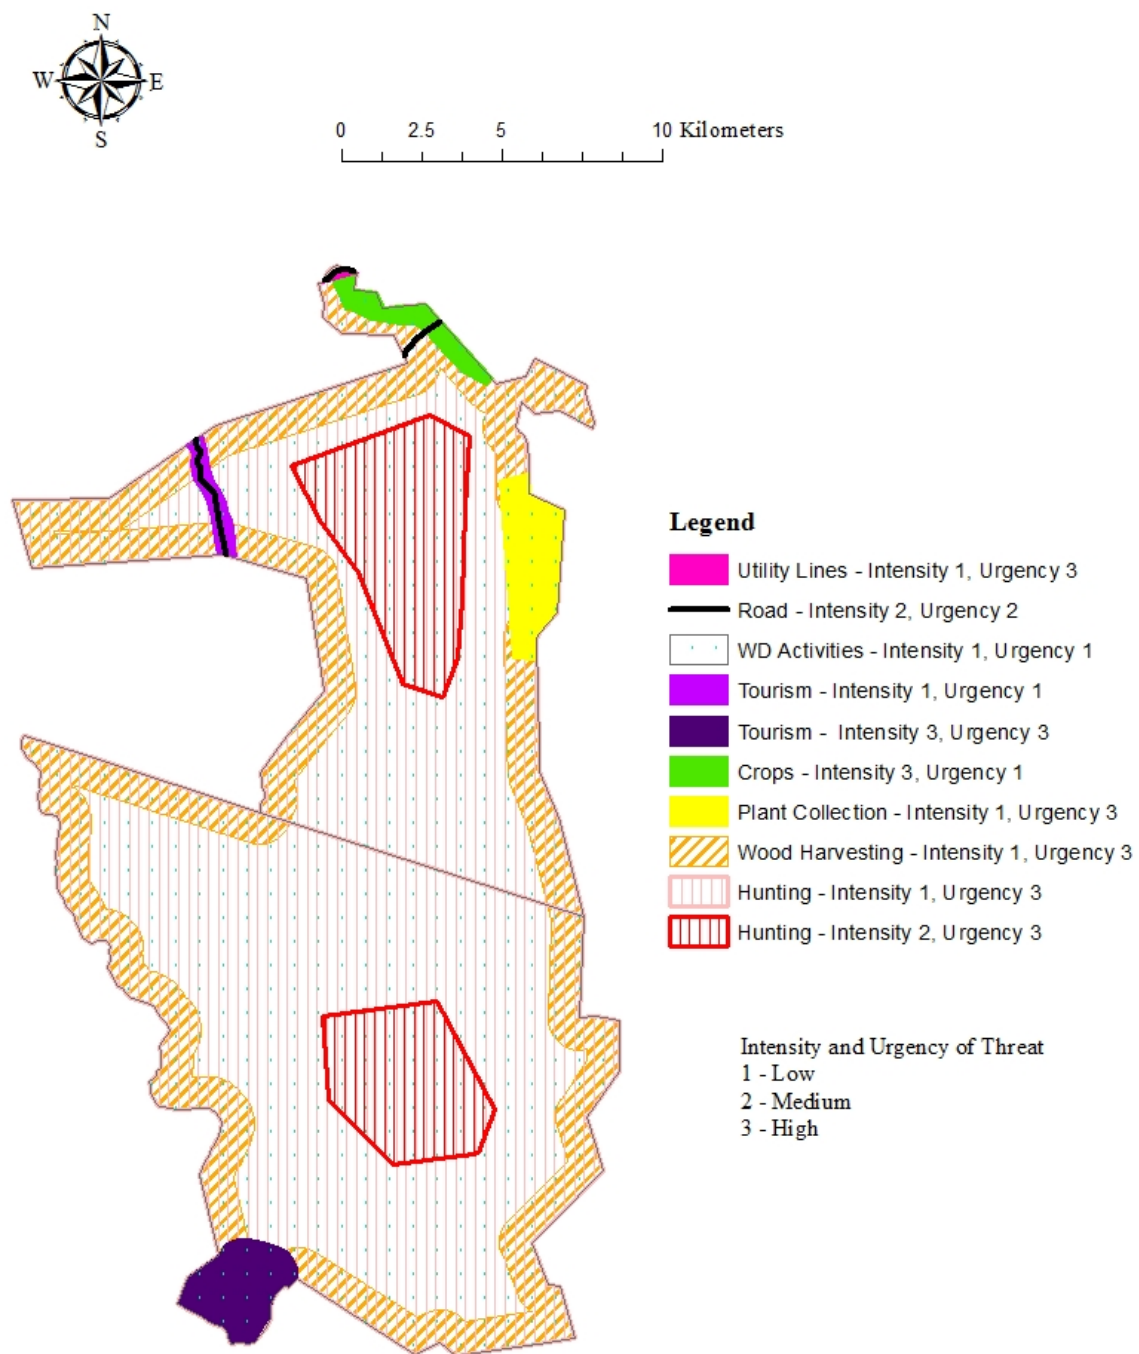 N
W E
S
0 2.5 5 10 Kilometers
Legend
Utility Lines - Intensity 1, Urgency 3
Road - Intensity 2, Urgency 2
WD Activities - Intensity 1, Urgency 1
Tourism - Intensity 1, Urgency 1
Tourism - Intensity 3, Urgency 3
Crops - Intensity 3, Urgency 1
Plant Collection - Intensity 1, Urgency 3
Wood Harvesting - Intensity 1, Urgency 3
Hunting - Intensity 1, Urgency 3
Hunting - Intensity 2, Urgency 3
Intensity and Urgency of Threat
1 - Low
2 - Medium
3 - High